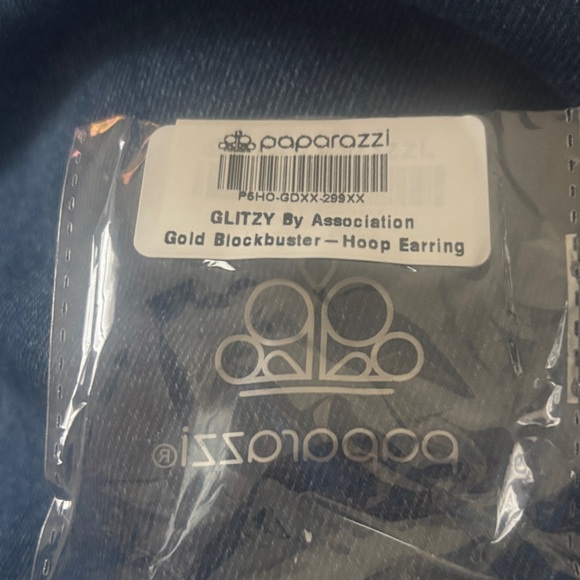 paparazzi
P5HO-GDXX-299XX
GLITZY By Association
Gold Blockbuster—Hoop Earring
paparazzi®